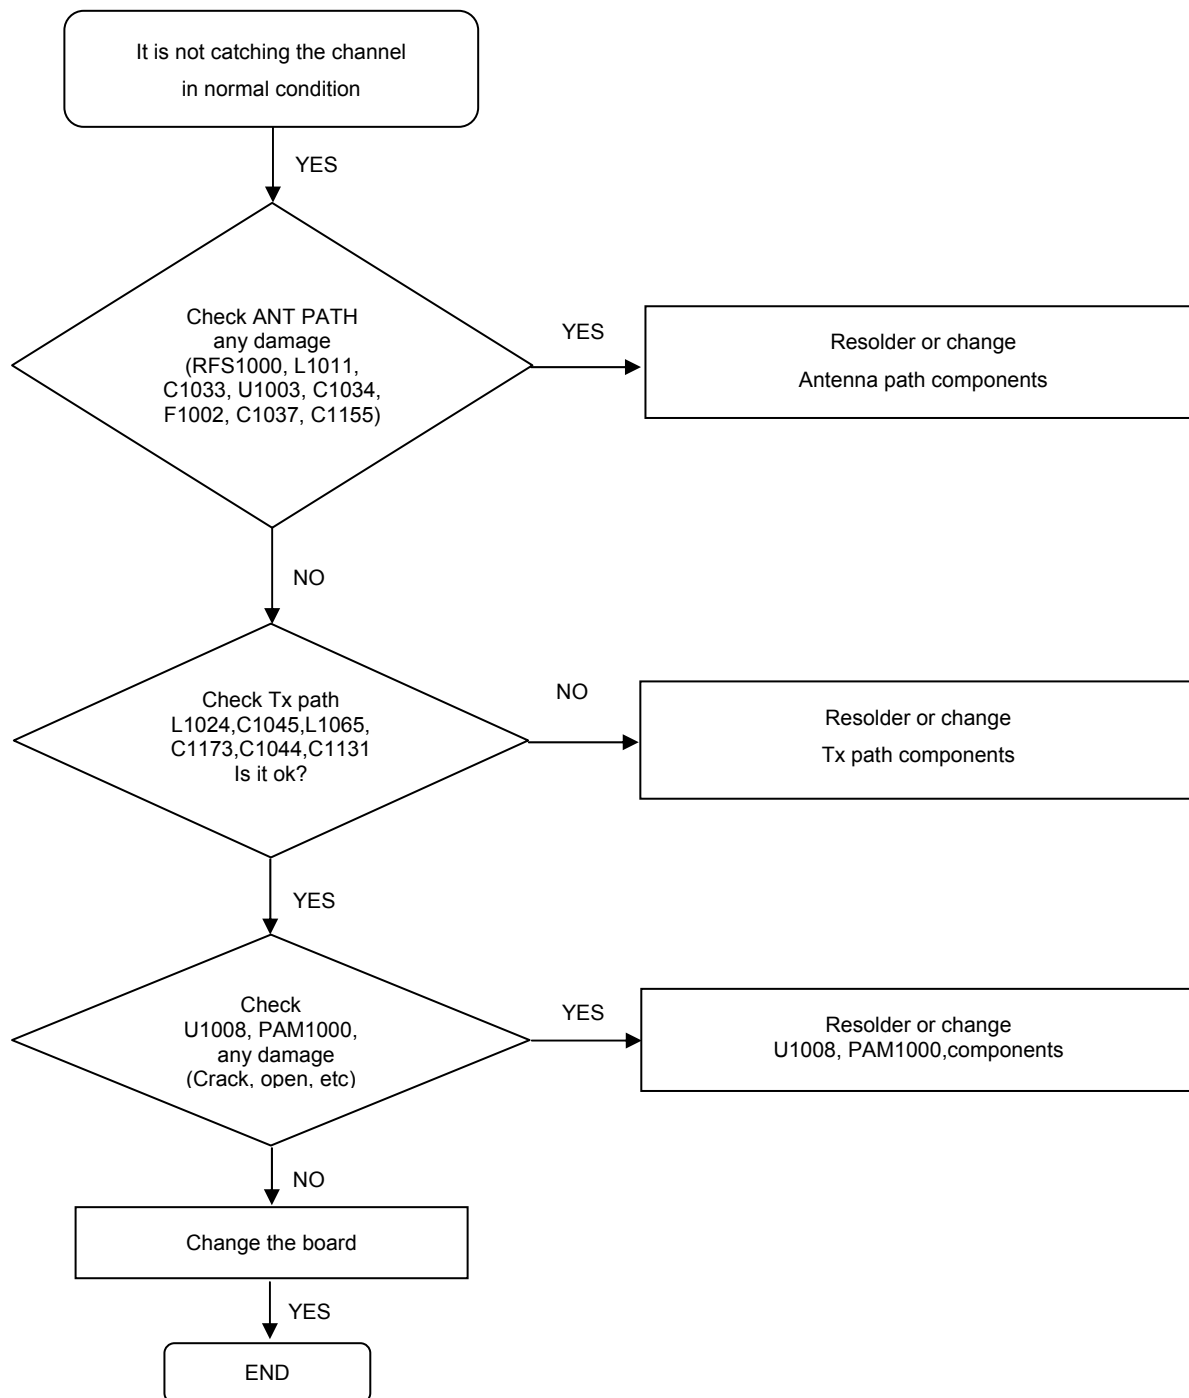 It is not catching the channel
in normal condition
YES
Check ANT PATH
any damage
(RFS1000, L1011,
C1033, U1003, C1034,
F1002, C1037, C1155)
YES
Resolder or change
Antenna path components
NO
Check Tx path
L1024,C1045,L1065,
C1173,C1044,C1131
Is it ok?
NO
Resolder or change
Tx path components
YES
Check
U1008, PAM1000,
any damage
(Crack, open, etc)
YES
Resolder or change
U1008, PAM1000,components
NO
Change the board
YES
END